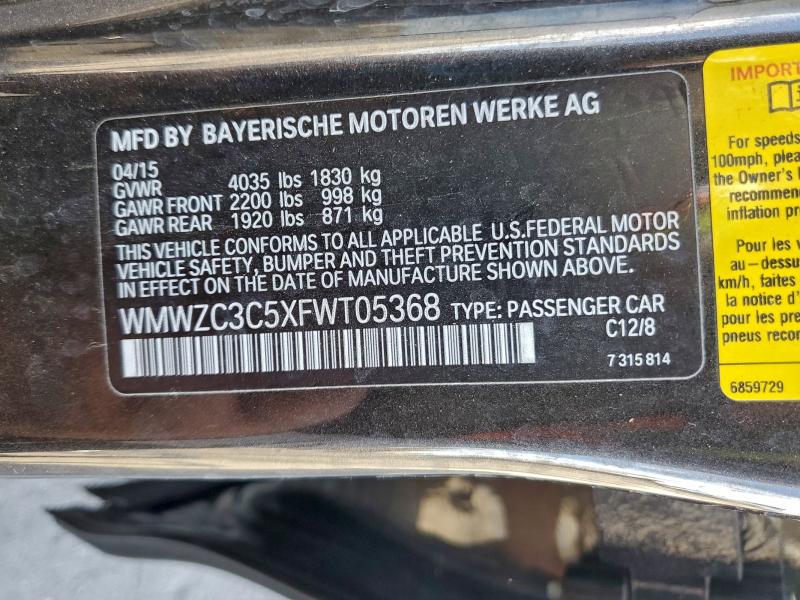 MFD BY BAYERISCHE MOTOREN WERKE AG
04/15
GVWR 4035 lbs 1830 kg
GAWR FRONT 2200 lbs 998 kg
GAWR REAR 1920 lbs 871 kg
THIS VEHICLE CONFORMS TO ALL APPLICABLE U.S.FEDERAL MOTOR
VEHICLE SAFETY, BUMPER AND THEFT PREVENTION STANDARDS
IN EFFECT ON THE DATE OF MANUFACTURE SHOWN ABOVE.
WMWZC3C5XFWT05368 TYPE: PASSENGER CAR
C12/8
7 315 814
IMPORT
For speeds
100mph, plea
the Owner's
recommen
inflation pr
Pour les v
au-dessu
km/h, faites
la notice d'
pour les pre
pneus recor
6859729